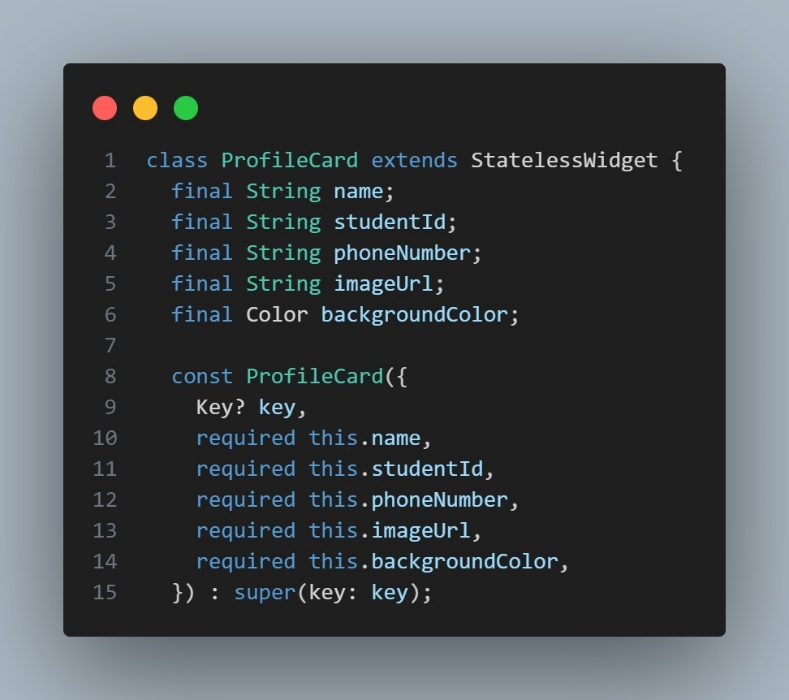 1 class ProfileCard extends StatelessWidget {
2   final String name;
3   final String studentId;
4   final String phoneNumber;
5   final String imageUrl;
6   final Color backgroundColor;
7
8   const ProfileCard({
9     Key? key,
10     required this.name,
11     required this.studentId,
12     required this.phoneNumber,
13     required this.imageUrl,
14     required this.backgroundColor,
15   }) : super(key: key);